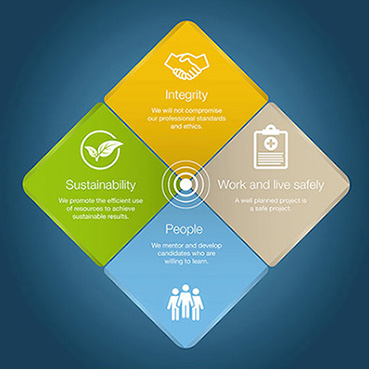 Integrity
We will not compromise
our professional standards
and ethics.
Sustainability
We promote the efficient use
of resources to achieve
sustainable results.
Work and live safely
A well planned project is
a safe project.
People
We mentor and develop
candidates who are
willing to learn.